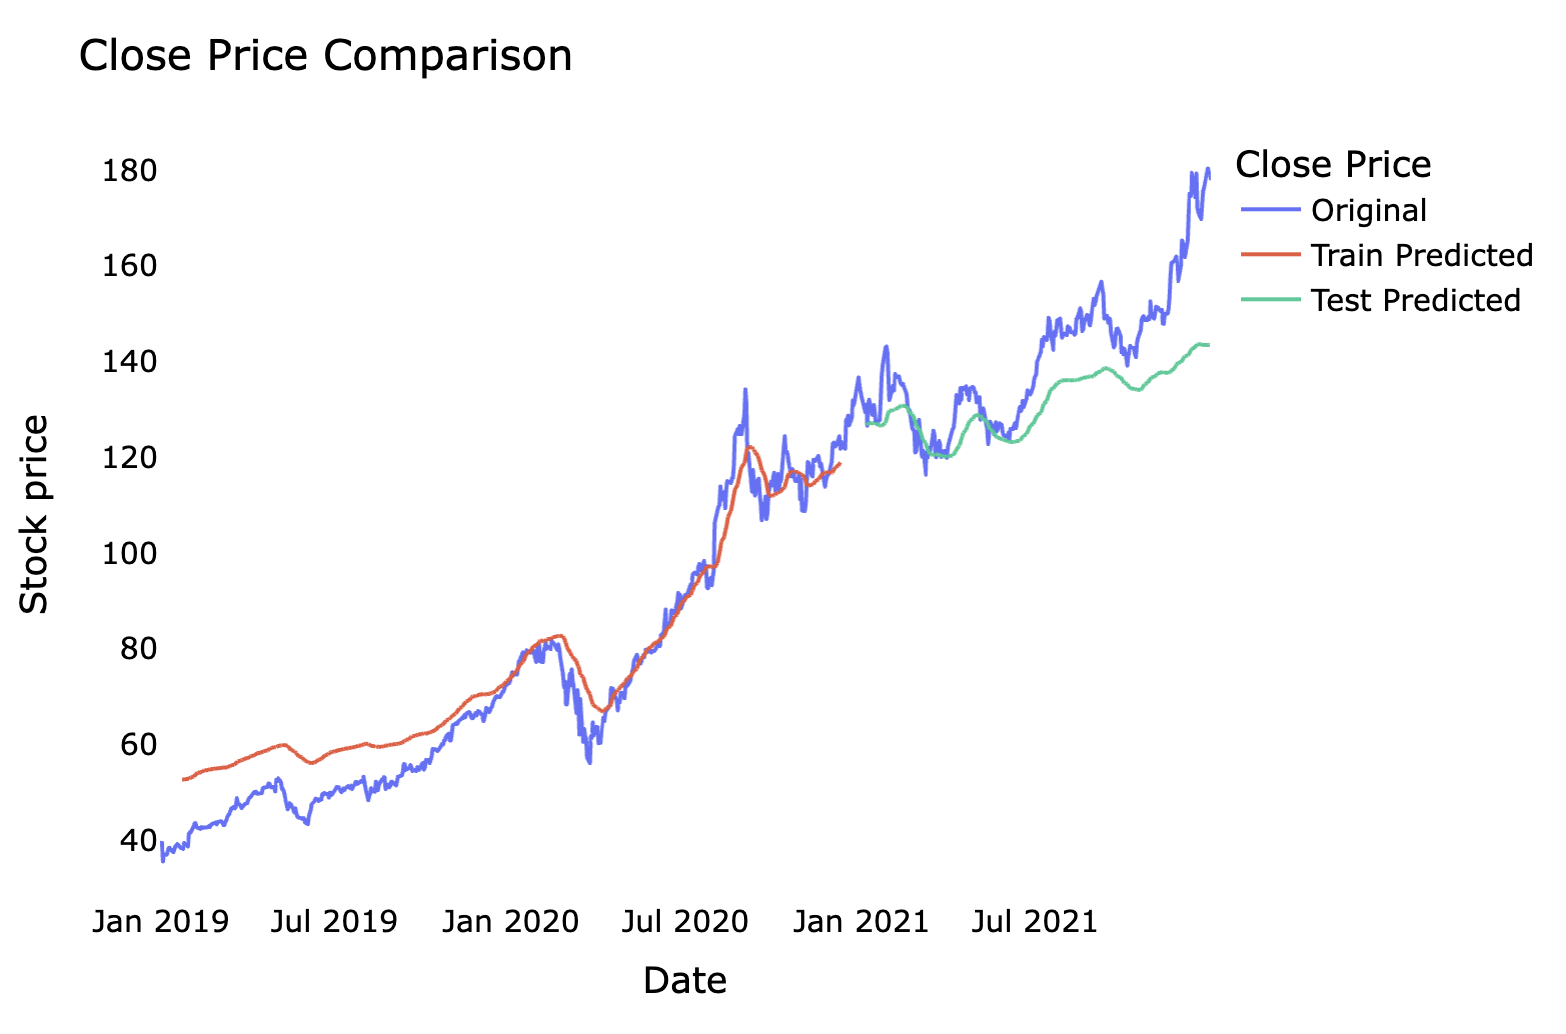 Close Price Comparison
180
160
140
120
100
80
60
40
Stock price
Jan 2019
Jul 2019
Jan 2020
Jul 2020
Jan 2021
Jul 2021
Date
Close Price
Original
Train Predicted
Test Predicted